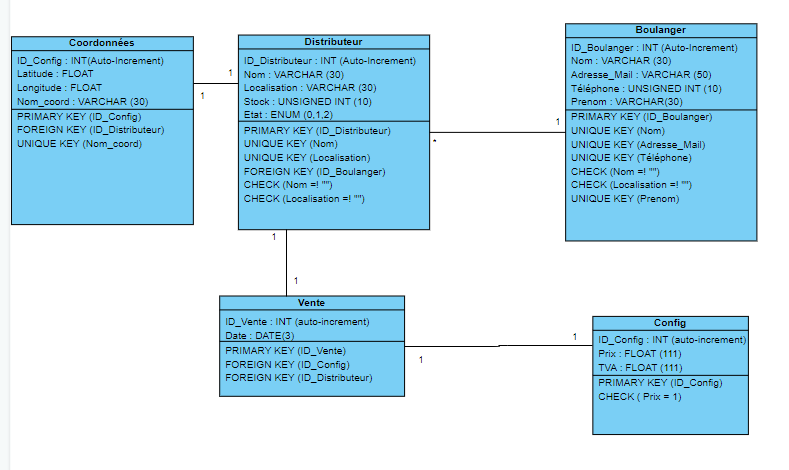 Coordonnées
ID_Config : INT(Auto-Increment)
Latitude : FLOAT
Longitude : FLOAT
Nom_coord : VARCHAR (30)
PRIMARY KEY (ID_Config)
FOREIGN KEY (ID_Distributeur)
UNIQUE KEY (Nom_coord)
1
1
Distributeur
ID_Distributeur : INT (Auto-Increment)
Nom : VARCHAR (30)
Localisation : VARCHAR (30)
Stock : UNSIGNED INT (10)
Etat : ENUM (0,1,2)
PRIMARY KEY (ID_Distributeur)
UNIQUE KEY (Nom)
UNIQUE KEY (Localisation)
FOREIGN KEY (ID_Boulanger)
CHECK (Nom =! "")
CHECK (Localisation =! "")
*
1
Boulanger
ID_Boulanger : INT (Auto-Increment)
Nom : VARCHAR (30)
Adresse_Mail : VARCHAR (50)
Téléphone : UNSIGNED INT (10)
Prenom : VARCHAR(30)
PRIMARY KEY (ID_Boulanger)
UNIQUE KEY (Nom)
UNIQUE KEY (Adresse_Mail)
UNIQUE KEY (Téléphone)
CHECK (Nom =! "")
CHECK (Localisation =! "")
UNIQUE KEY (Prenom)
1
1
Vente
ID_Vente : INT (auto-increment)
Date : DATE(3)
PRIMARY KEY (ID_Vente)
FOREIGN KEY (ID_Config)
FOREIGN KEY (ID_Distributeur)
1
1
Config
ID_Config : INT (auto-increment)
Prix : FLOAT (111)
TVA : FLOAT (111)
PRIMARY KEY (ID_Config)
CHECK ( Prix = 1)